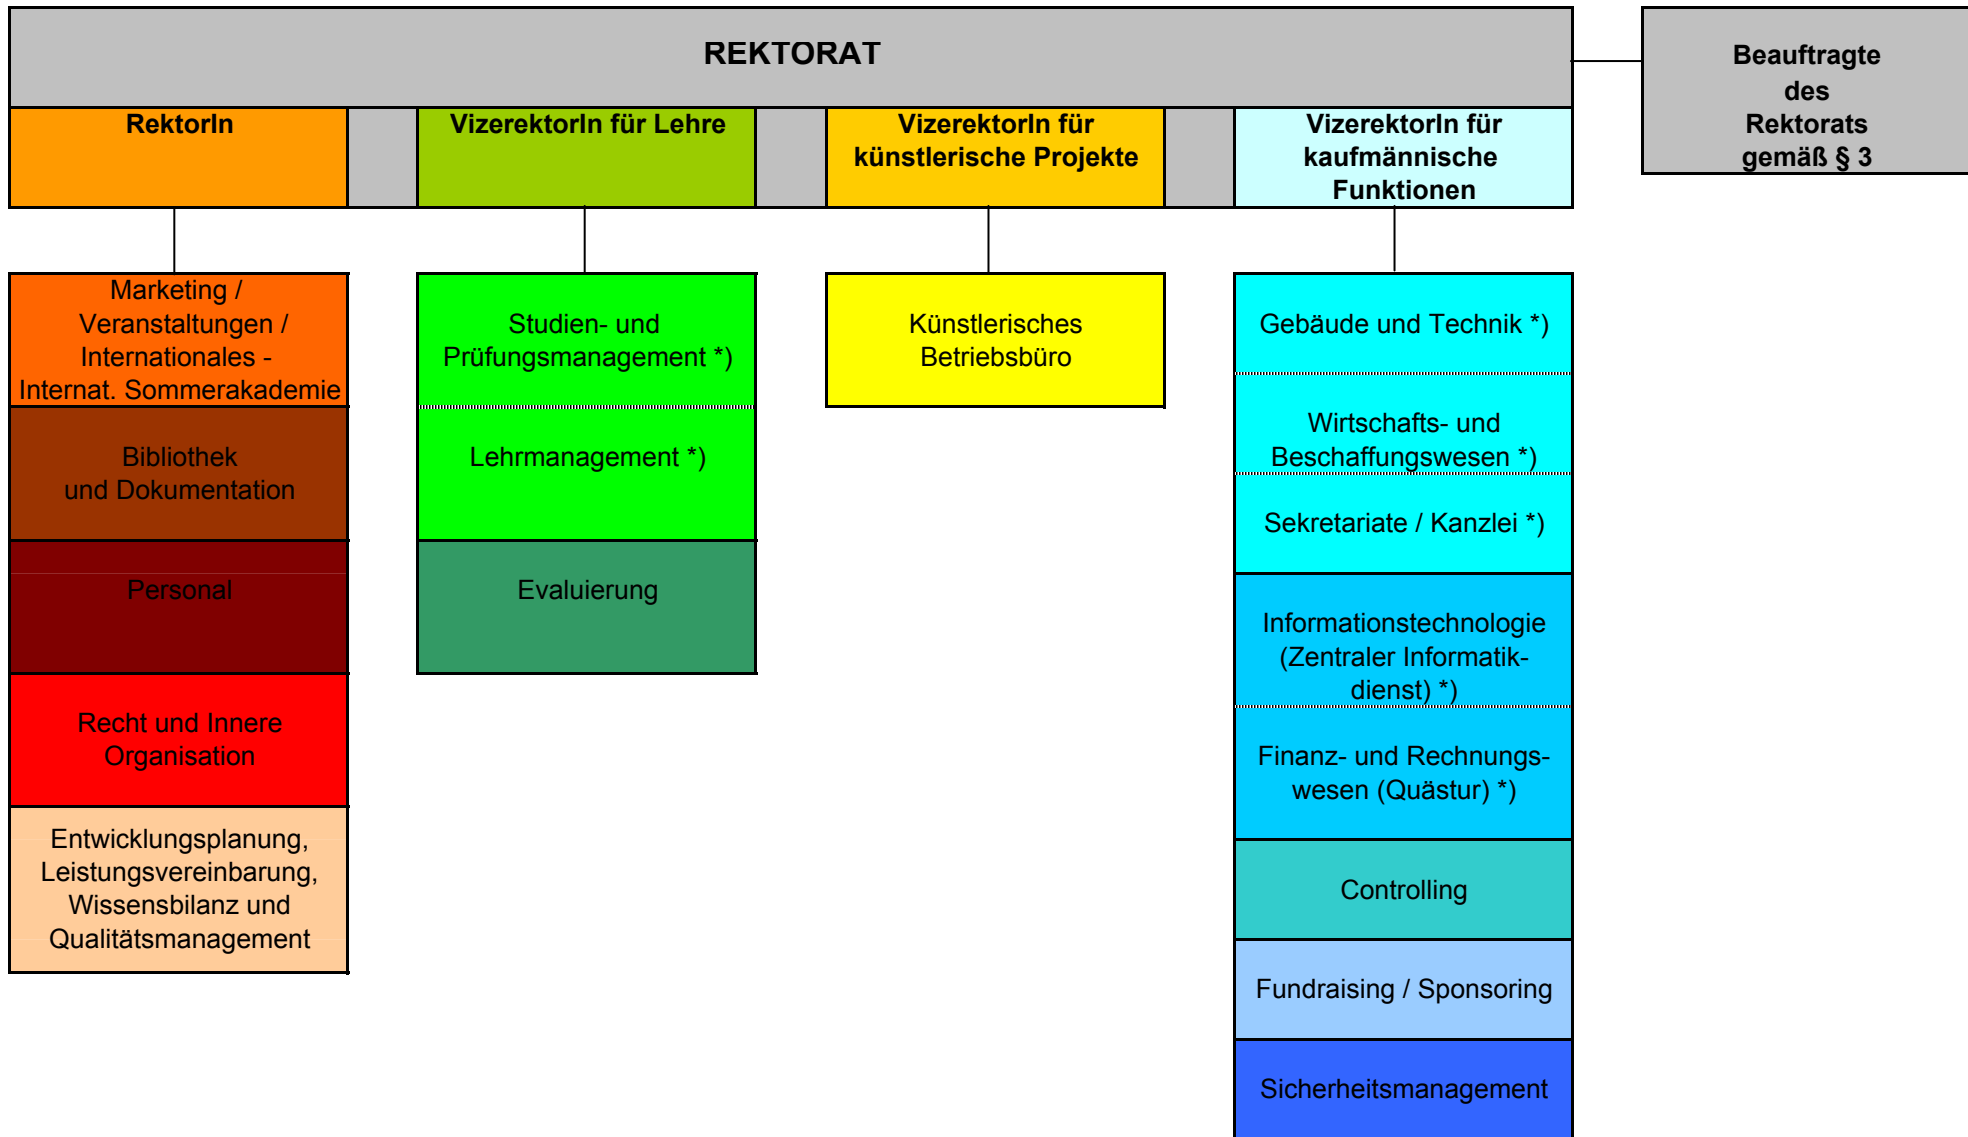 REKTORAT
Beauftragte
des
Rektorats
gemäß § 3
RektorIn
VizerektorIn für Lehre
VizerektorIn für
künstlerische Projekte
VizerektorIn für
kaufmännische
Funktionen
Marketing /
Veranstaltungen /
Internationales -
Internat. Sommerakademie
Bibliothek
und Dokumentation
Personal
Recht und Innere
Organisation
Entwicklungsplanung,
Leistungsvereinbarung,
Wissensbilanz und
Qualitätsmanagement
Studien- und
Prüfungsmanagement *)
Lehrmanagement *)
Evaluierung
Künstlerisches
Betriebsbüro
Gebäude und Technik *)
Wirtschafts- und
Beschaffungswesen *)
Sekretariate / Kanzlei *)
Informationstechnologie
(Zentraler Informatik-
dienst) *)
Finanz- und Rechnungs-
wesen (Quästur) *)
Controlling
Fundraising / Sponsoring
Sicherheitsmanagement